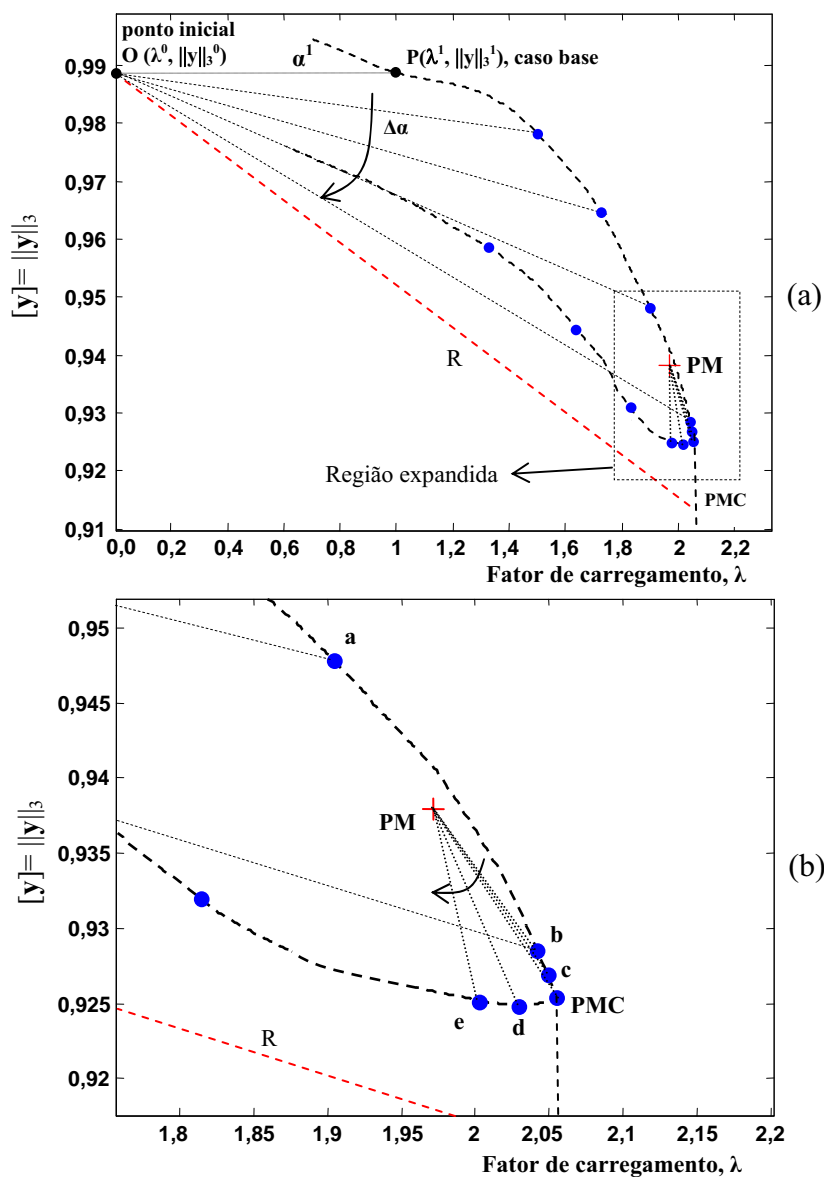 ponto inicial
O (λ⁰, ||y||₃⁰)
α¹
P(λ¹, ||y||₃¹), caso base
0,99
0,98
0,97
0,96
0,95
0,94
0,93
0,92
0,91
[y]= ||y||₃
Δα
R
PM
Região expandida
PMC
(a)
0,0
0,2
0,4
0,6
0,8
1
1,2
1,4
1,6
1,8
2
2,2
Fator de carregamento, λ
0,95
0,945
0,94
0,935
0,93
0,925
0,92
[y]= ||y||₃
a
PM
b
c
PMC
e
d
R
(b)
1,8
1,85
1,9
1,95
2
2,05
2,1
2,15
2,2
Fator de carregamento, λ